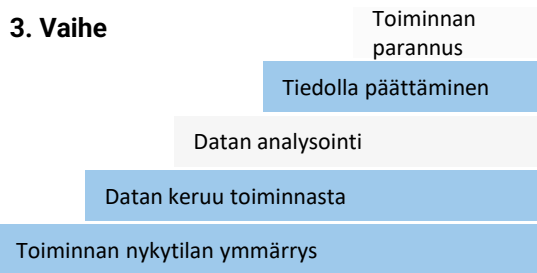 3. Vaihe
Toiminnan
parannus
Tiedolla päättäminen
Datan analysointi
Datan keruu toiminnasta
Toiminnan nykytilan ymmärrys